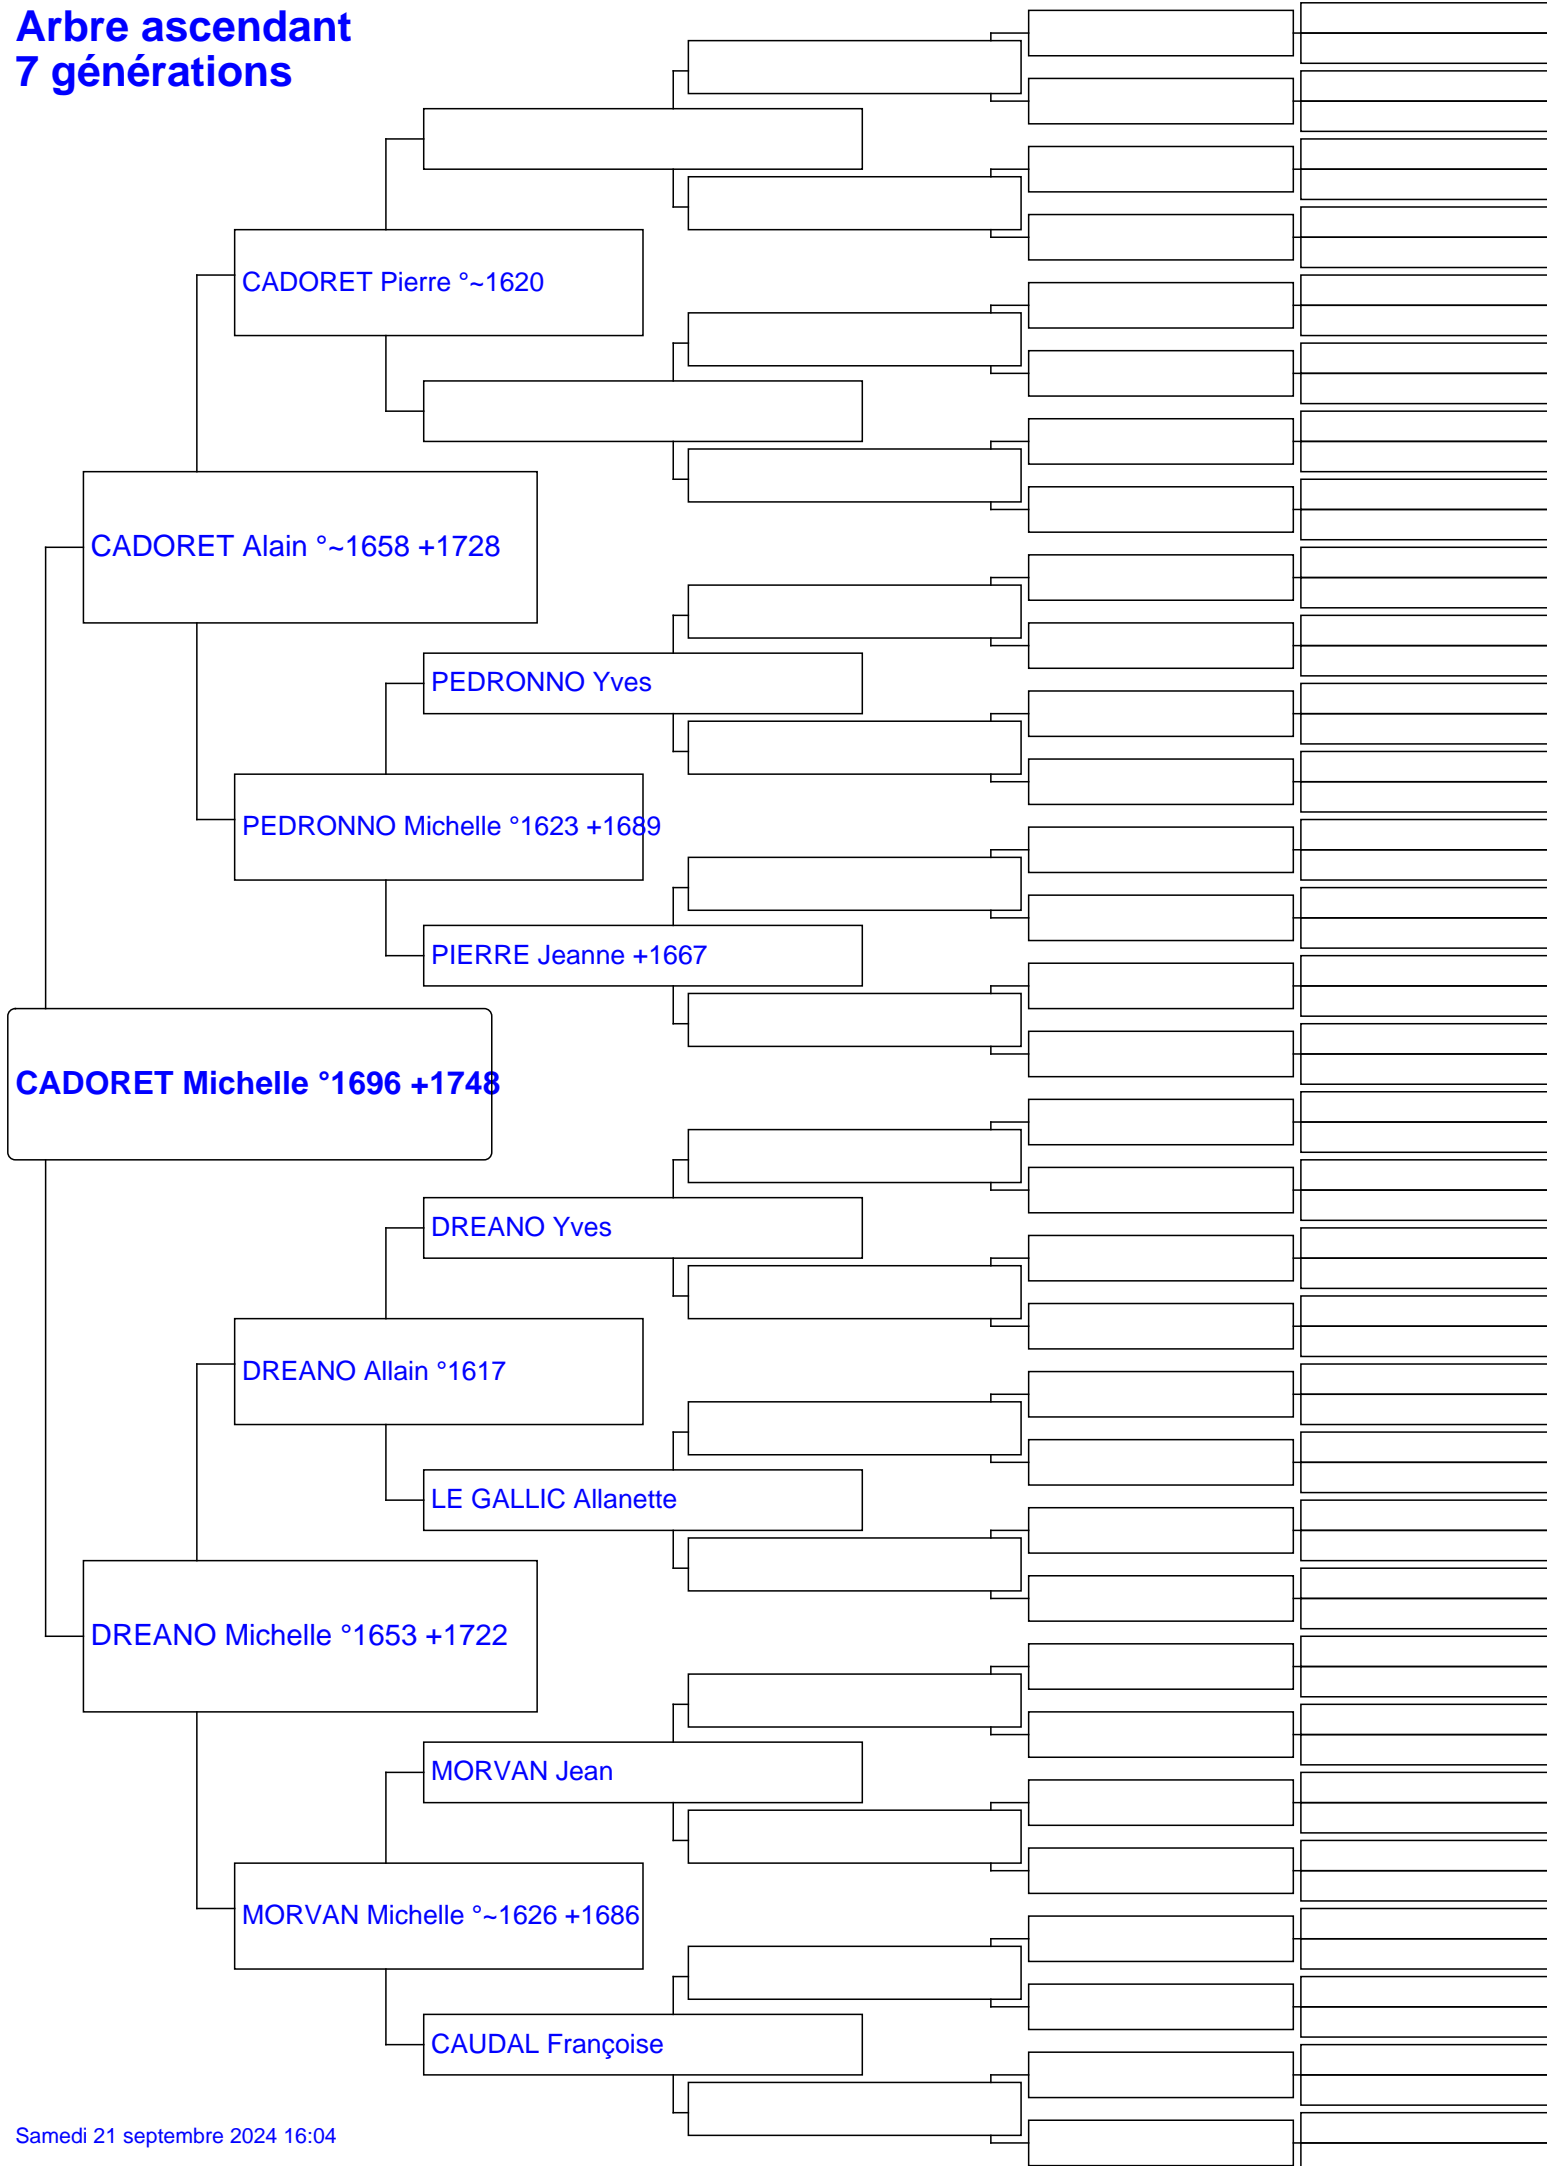 Arbre ascendant
7 générations
CADORET Pierre °~1620
CADORET Alain °~1658 +1728
PEDRONNO Yves
PEDRONNO Michelle °1623 +1689
PIERRE Jeanne +1667
CADORET Michelle °1696 +1748
DREANO Yves
DREANO Allain °1617
LE GALLIC Allanette
DREANO Michelle °1653 +1722
MORVAN Jean
MORVAN Michelle °~1626 +1686
CAUDAL Françoise
Samedi 21 septembre 2024 16:04